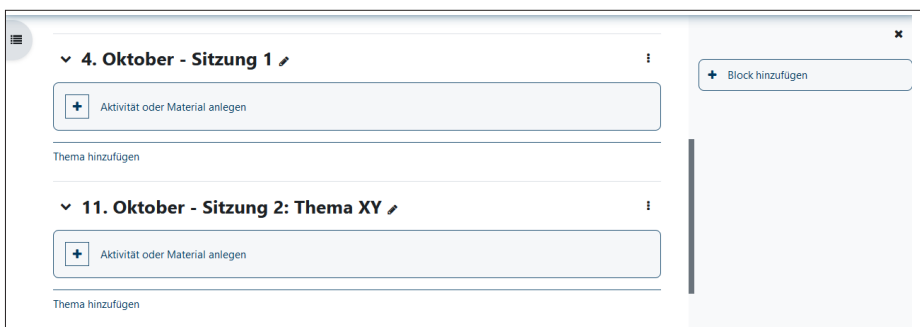 4. Oktober - Sitzung 1
Aktivität oder Material anlegen
Thema hinzufügen
11. Oktober - Sitzung 2: Thema XY
Aktivität oder Material anlegen
Thema hinzufügen
Block hinzufügen